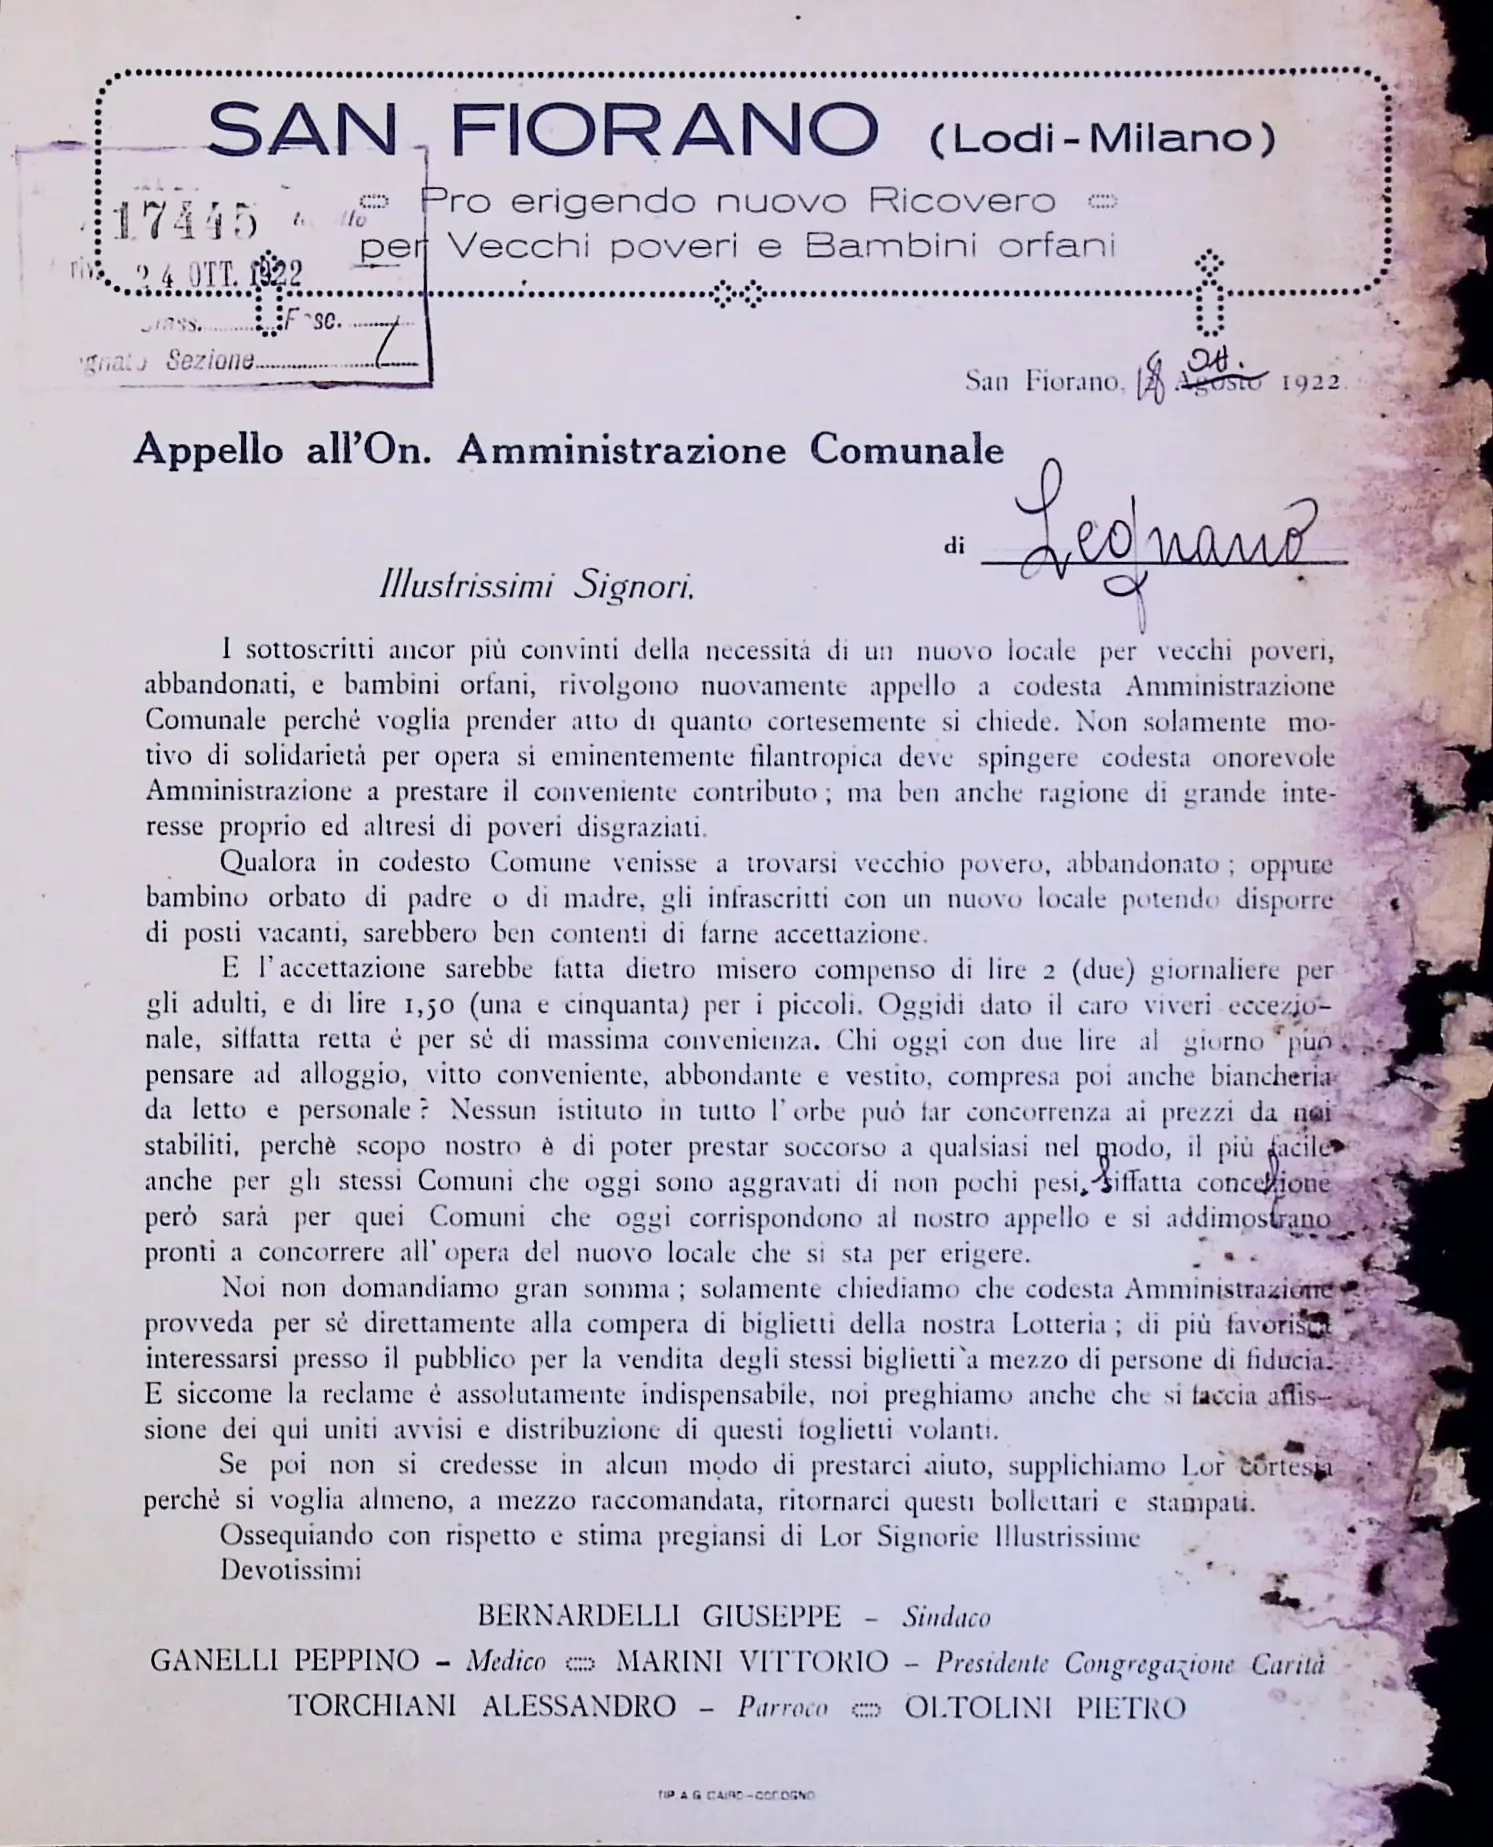 SAN FIORANO (Lodi-Milano)
Pro erigendo nuovo Ricovero
per Vecchi poveri e Bambini orfani
17445
24 OTT. 1922
Sezione
San Fiorano, 18 Ott. Agosto 1922
Appello all'On. Amministrazione Comunale
di Legnano
Illustrissimi Signori,
I sottoscritti ancor più convinti della necessità di un nuovo locale per vecchi poveri,
abbandonati, e bambini orfani, rivolgono nuovamente appello a codesta Amministrazione
Comunale perché voglia prender atto di quanto cortesemente si chiede. Non solamente mo-
tivo di solidarietà per opera si eminentemente filantropica deve spingere codesta onorevole
Amministrazione a prestare il conveniente contributo ; ma ben anche ragione di grande inte-
resse proprio ed altresi di poveri disgraziati.
Qualora in codesto Comune venisse a trovarsi vecchio povero, abbandonato ; oppure
bambino orbato di padre o di madre, gli infrascritti con un nuovo locale potendo disporre
di posti vacanti, sarebbero ben contenti di farne accettazione.
E l'accettazione sarebbe fatta dietro misero compenso di lire 2 (due) giornaliere per
gli adulti, e di lire 1,50 (una e cinquanta) per i piccoli. Oggidi dato il caro viveri eccezio-
nale, siffatta retta é per sé di massima convenienza. Chi oggi con due lire al giorno può
pensare ad alloggio, vitto conveniente, abbondante e vestito, compresa poi anche biancheria
da letto e personale ? Nessun istituto in tutto l'orbe può far concorrenza ai prezzi da noi
stabiliti, perchè scopo nostro è di poter prestar soccorso a qualsiasi nel modo, il più facile
anche per gli stessi Comuni che oggi sono aggravati di non pochi pesi. Siffatta concessione
però sarà per quei Comuni che oggi corrispondono al nostro appello e si addimostrano
pronti a concorrere all'opera del nuovo locale che si sta per erigere.
Noi non domandiamo gran somma ; solamente chiediamo che codesta Amministrazione
provveda per sé direttamente alla compera di biglietti della nostra Lotteria ; di più favorisca
interessarsi presso il pubblico per la vendita degli stessi biglietti a mezzo di persone di fiducia.
E siccome la reclame é assolutamente indispensabile, noi preghiamo anche che si faccia affis-
sione dei qui uniti avvisi e distribuzione di questi foglietti volanti.
Se poi non si credesse in alcun modo di prestarci aiuto, supplichiamo Lor cortesia
perchè si voglia almeno, a mezzo raccomandata, ritornarci questi bollettari e stampati.
Ossequiando con rispetto e stima pregiansi di Lor Signorie Illustrissime
Devotissimi
BERNARDELLI GIUSEPPE - Sindaco
GANELLI PEPPINO - Medico MARINI VITTORIO - Presidente Congregazione Carità
TORCHIANI ALESSANDRO - Parroco OLTOLINI PIETRO
TIP A G CAIRO-CODOGNO